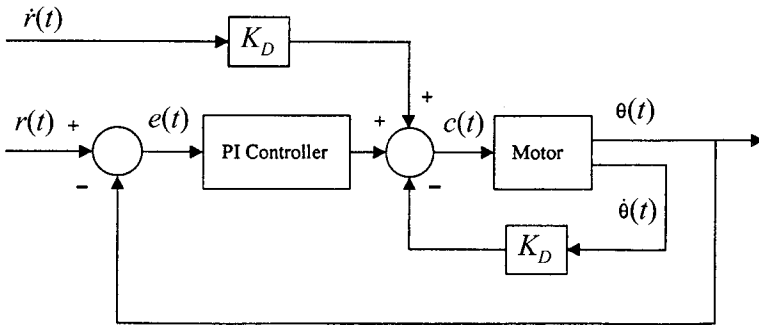 ṙ(t)
K_D
+
r(t) +
e(t)
PI Controller
+
c(t)
Motor
θ(t)
−
−
θ̇(t)
K_D